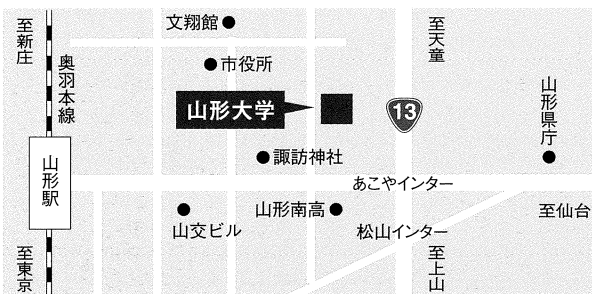 至新庄
奥羽本線
文翔館
市役所
至天童
山形大学
13
山形県庁
諏訪神社
山形駅
あこやインター
山交ビル
山形南高
松山インター
至仙台
至東京
至上山